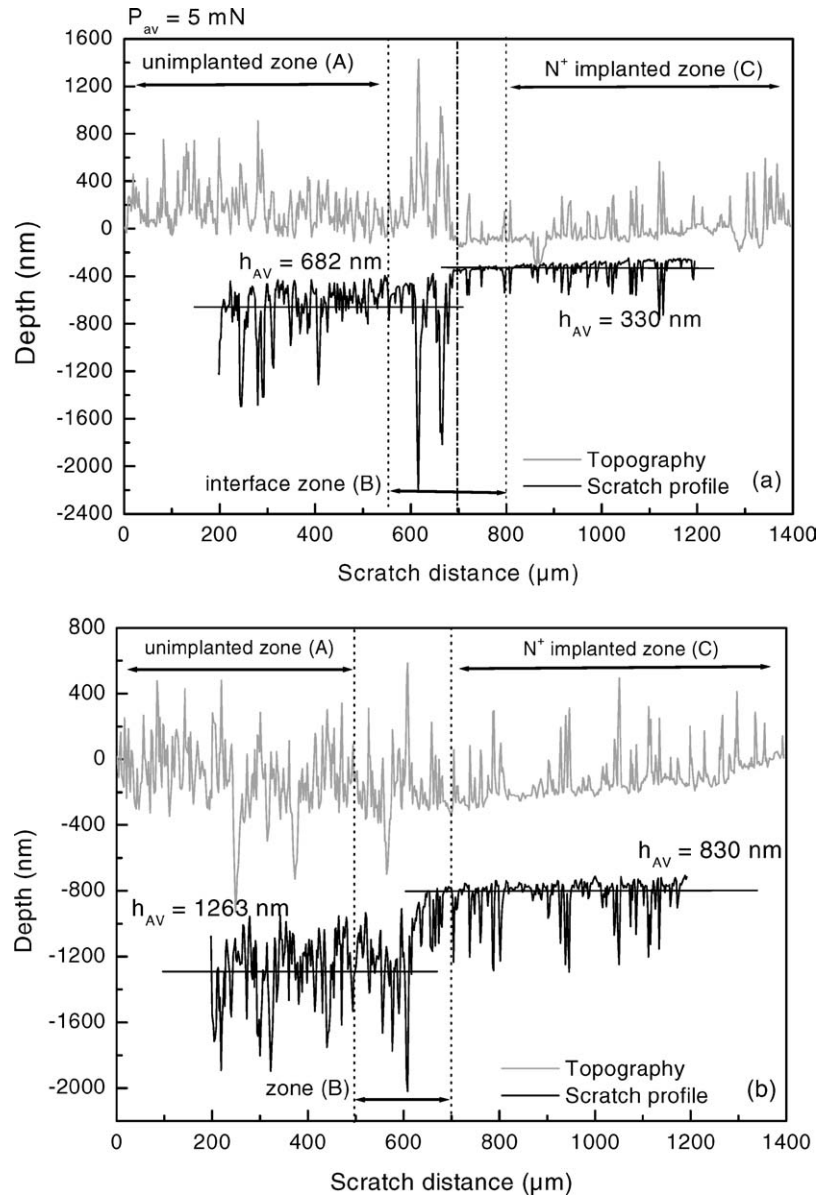 P_av = 5 mN
1600
1200
800
400
0
-400
-800
-1200
-1600
-2000
-2400
Depth (nm)
unimplanted zone (A)
N⁺ implanted zone (C)
h_AV = 682 nm
h_AV = 330 nm
interface zone (B)
Topography
Scratch profile
(a)
0 200 400 600 800 1000 1200 1400
Scratch distance (µm)
800
400
0
-400
-800
-1200
-1600
-2000
Depth (nm)
unimplanted zone (A)
N⁺ implanted zone (C)
h_AV = 830 nm
h_AV = 1263 nm
zone (B)
Topography
Scratch profile
(b)
0 200 400 600 800 1000 1200 1400
Scratch distance (µm)